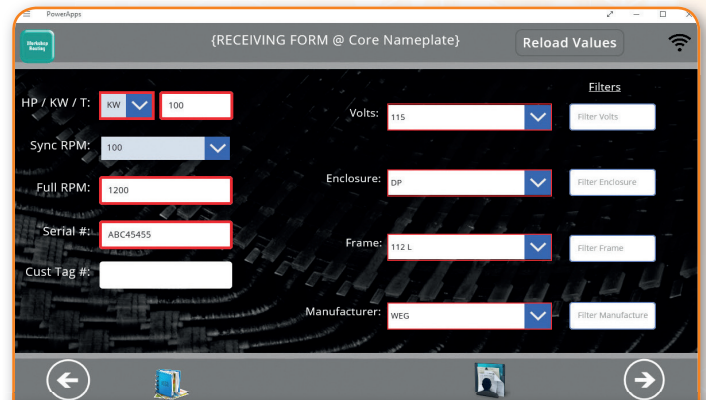 PowerApps
Workshop
{RECEIVING FORM @ Core Nameplate}
Reload Values
Filters
HP / KW / T:
KW
100
Volts:
115
Filter Volts
Sync RPM:
100
Full RPM:
1200
Enclosure:
DP
Filter Enclosure
Serial #:
ABC45455
Frame:
112 L
Filter Frame
Cust Tag #:
Manufacturer:
WEG
Filter Manufacture